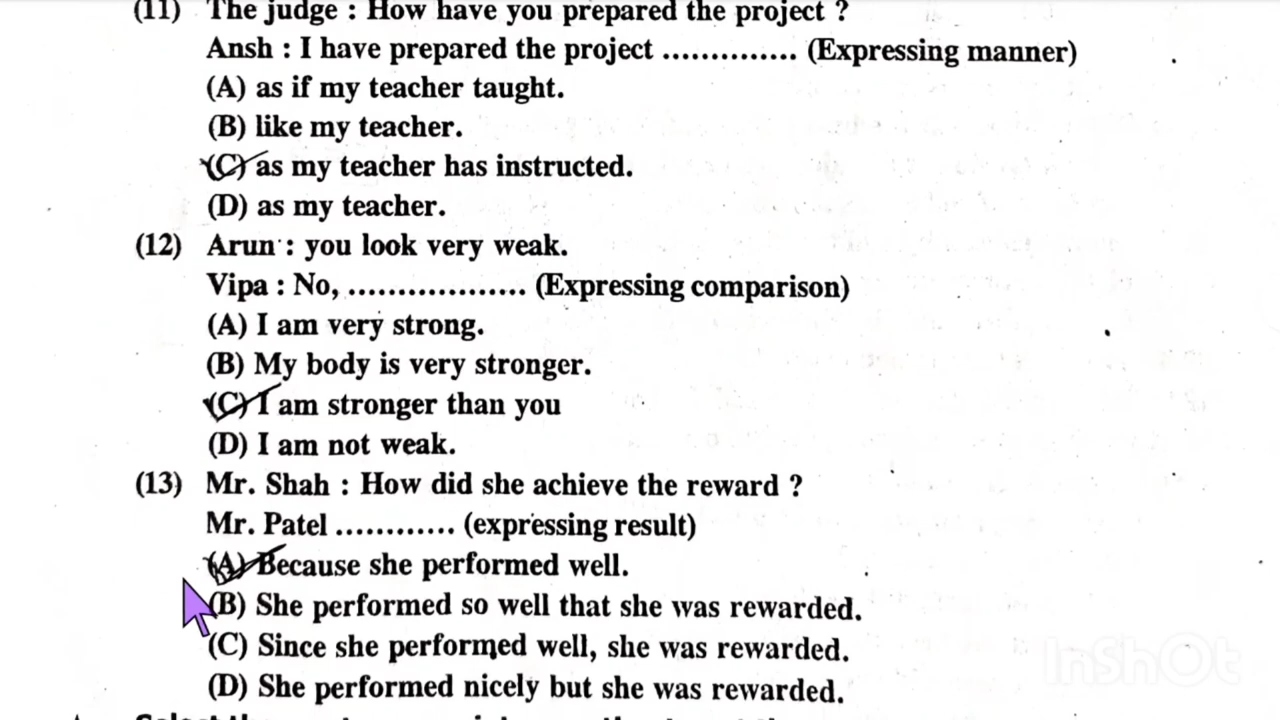 (11) The judge : How have you prepared the project ?
Ansh : I have prepared the project .............. (Expressing manner)
(A) as if my teacher taught.
(B) like my teacher.
(C) as my teacher has instructed.
(D) as my teacher.
(12) Arun : you look very weak.
Vipa : No, .................. (Expressing comparison)
(A) I am very strong.
(B) My body is very stronger.
(C) I am stronger than you
(D) I am not weak.
(13) Mr. Shah : How did she achieve the reward ?
Mr. Patel ............ (expressing result)
(A) Because she performed well.
(B) She performed so well that she was rewarded.
(C) Since she performed well, she was rewarded.
(D) She performed nicely but she was rewarded.
InShOt